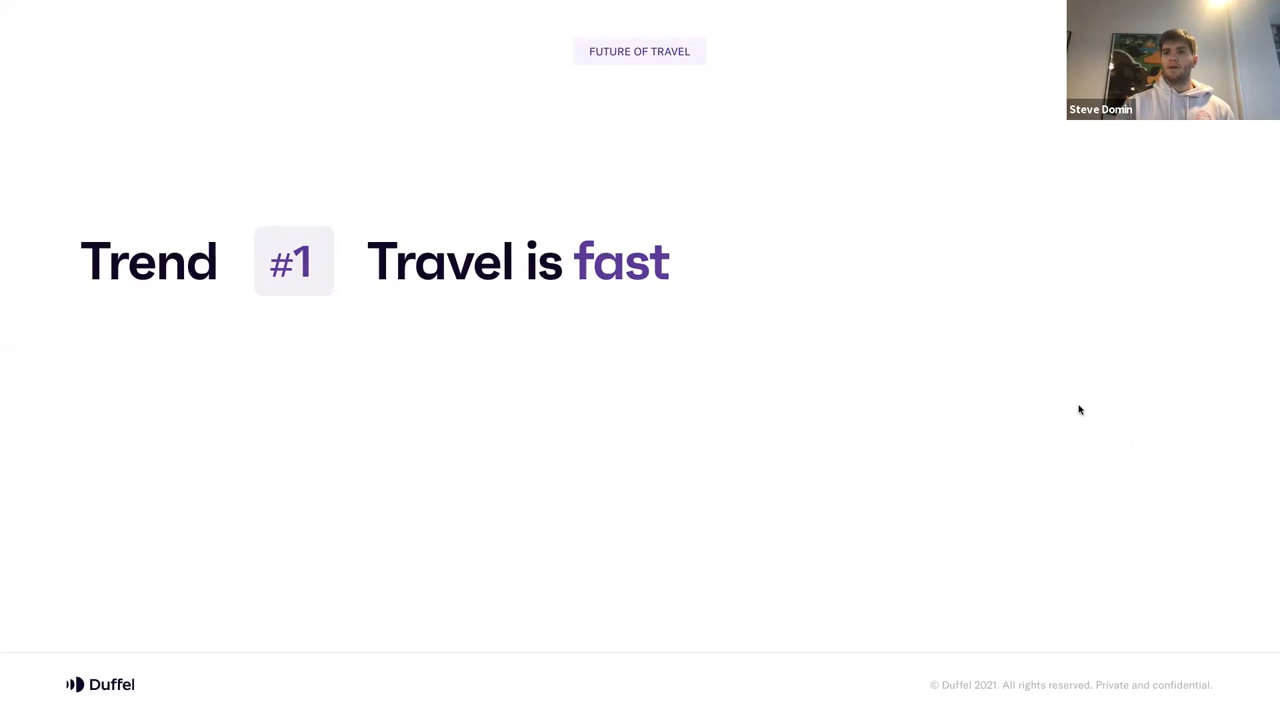 FUTURE OF TRAVEL
Steve Domin
Trend #1 Travel is fast
Duffel
© Duffel 2021. All rights reserved. Private and confidential.